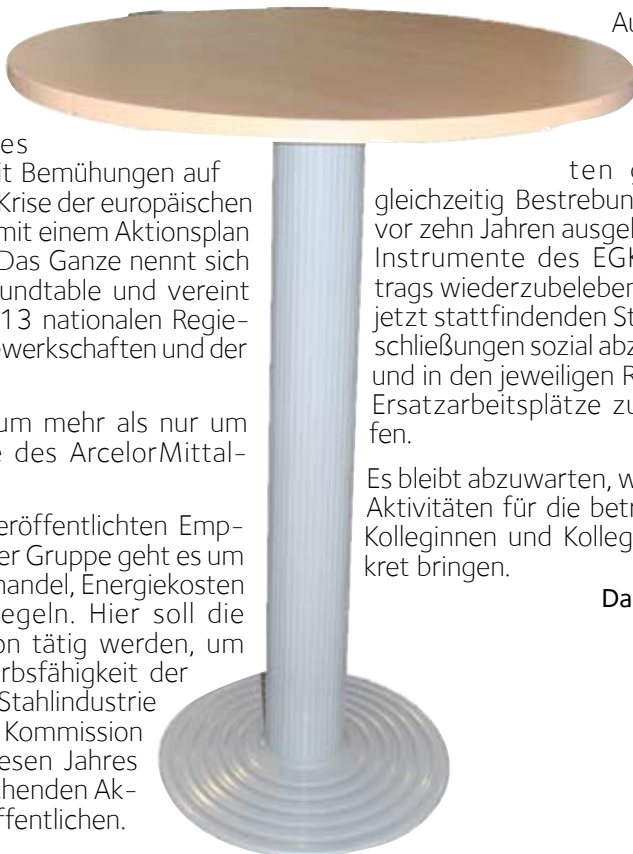 es
it Bemühungen auf
Krise der europäischen
mit einem Aktionsplan
Das Ganze nennt sich
undtable und vereint
13 nationalen Regie-
ewerkschaften und der
um mehr als nur um
e des ArcelorMittal-
eröffentlichten Emp-
er Gruppe geht es um
handel, Energiekosten
egeln. Hier soll die
on tätig werden, um
rbsfähigkeit der
Stahlindustrie
Kommission
esen Jahres
chenden Ak-
ffentlichen.
Au
ten g
gleichzeitig Bestrebun
vor zehn Jahren ausgel
Instrumente des EGK
trags wiederzubeleben
jetzt stattfindenden St
schließungen sozial abz
und in den jeweiligen R
Ersatzarbeitsplätze zu
fen.
Es bleibt abzuwarten, w
Aktivitäten für die betr
Kolleginnen und Kolleg
kret bringen.
Da